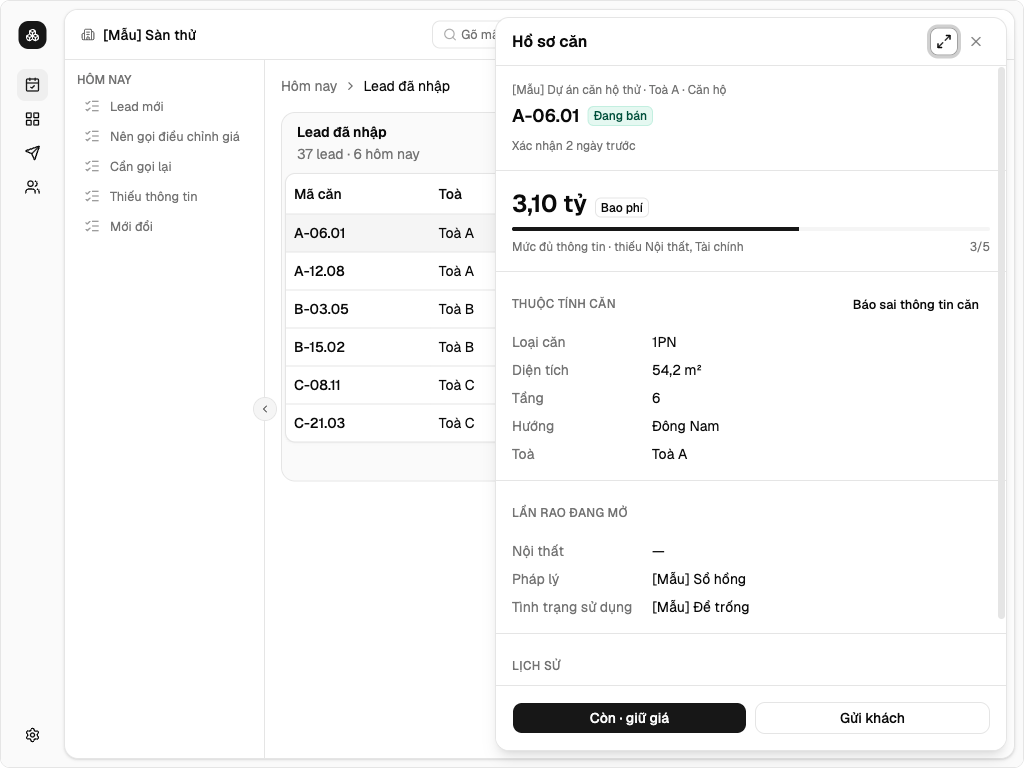 [Mẫu] Sàn thử
Gõ mã
HÔM NAY
Lead mới
Nên gọi điều chỉnh giá
Cần gọi lại
Thiếu thông tin
Mới đổi
Hôm nay > Lead đã nhập
Lead đã nhập
37 lead · 6 hôm nay
Mã căn Toà
A-06.01 Toà A
A-12.08 Toà A
B-03.05 Toà B
B-15.02 Toà B
C-08.11 Toà C
C-21.03 Toà C
Hồ sơ căn
[Mẫu] Dự án căn hộ thử · Toà A · Căn hộ
A-06.01 Đang bán
Xác nhận 2 ngày trước
3,10 tỷ Bao phí
Mức đủ thông tin · thiếu Nội thất, Tài chính 3/5
THUỘC TÍNH CĂN Báo sai thông tin căn
Loại căn 1PN
Diện tích 54,2 m²
Tầng 6
Hướng Đông Nam
Toà Toà A
LẦN RAO ĐANG MỞ
Nội thất —
Pháp lý [Mẫu] Sổ hồng
Tình trạng sử dụng [Mẫu] Để trống
LỊCH SỬ
Còn · giữ giá Gửi khách